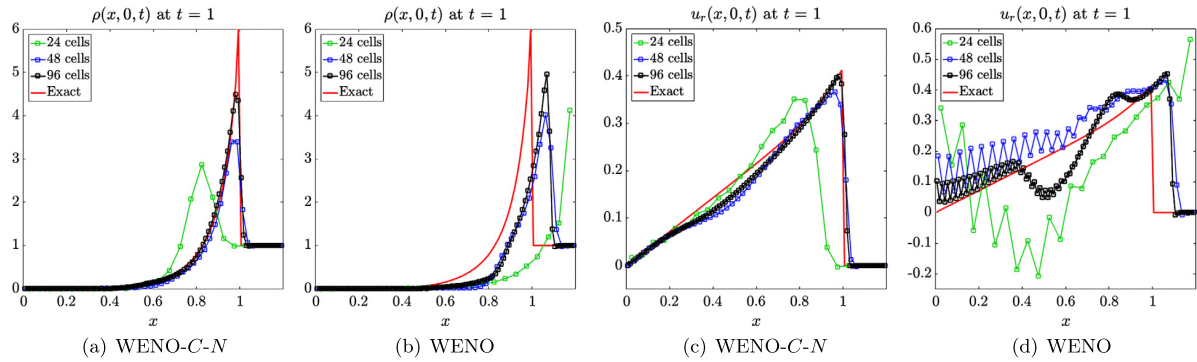 ρ(x, 0, t) at t = 1
6
5
4
3
2
1
0
0 0.2 0.4 0.6 0.8 1
x
24 cells
48 cells
96 cells
Exact
(a) WENO-C-N
ρ(x, 0, t) at t = 1
6
5
4
3
2
1
0
0 0.2 0.4 0.6 0.8 1
x
24 cells
48 cells
96 cells
Exact
(b) WENO
u_r(x, 0, t) at t = 1
0.5
0.4
0.3
0.2
0.1
0
0 0.2 0.4 0.6 0.8 1
x
24 cells
48 cells
96 cells
Exact
(c) WENO-C-N
u_r(x, 0, t) at t = 1
0.6
0.4
0.3
0.2
0.1
0
-0.1
-0.2
0 0.2 0.4 0.6 0.8 1
x
24 cells
48 cells
96 cells
Exact
(d) WENO